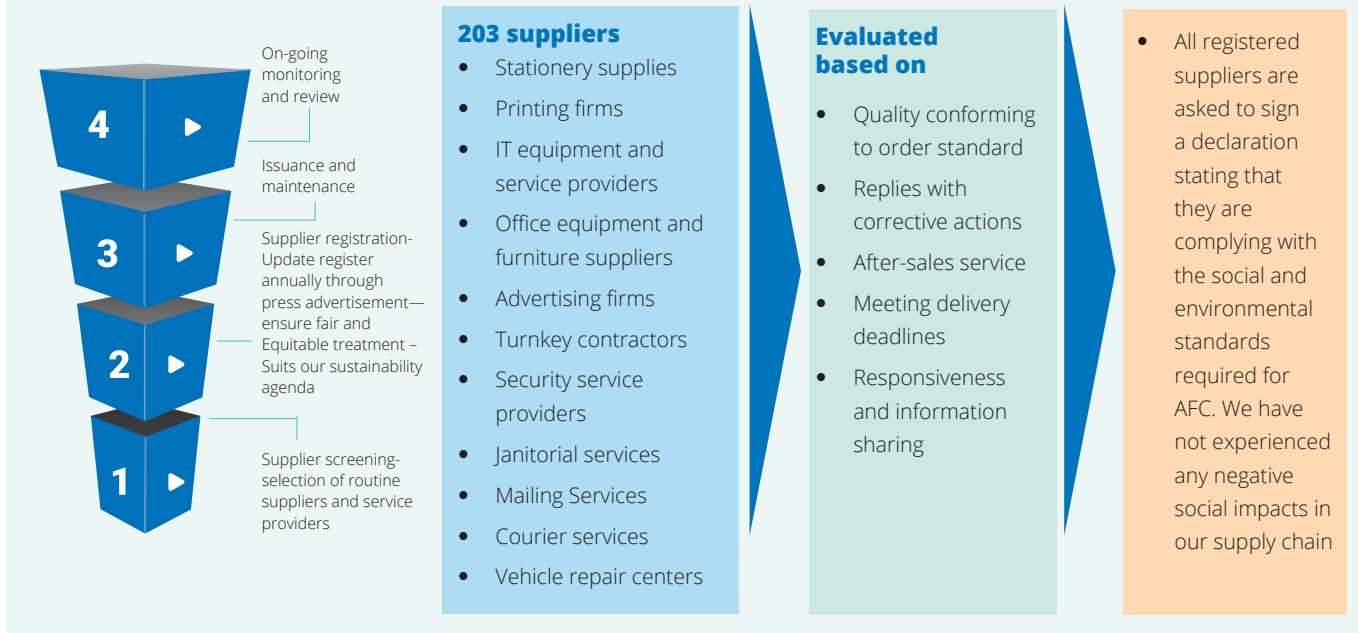 4
On-going
monitoring
and review
3
Issuance and
maintenance
2
Supplier registration-
Update register
annually through
press advertisement—
ensure fair and
Equitable treatment –
Suits our sustainability
agenda
1
Supplier screening-
selection of routine
suppliers and service
providers
203 suppliers
• Stationery supplies
• Printing firms
• IT equipment and
service providers
• Office equipment and
furniture suppliers
• Advertising firms
• Turnkey contractors
• Security service
providers
• Janitorial services
• Mailing Services
• Courier services
• Vehicle repair centers
Evaluated
based on
• Quality conforming
to order standard
• Replies with
corrective actions
• After-sales service
• Meeting delivery
deadlines
• Responsiveness
and information
sharing
• All registered
suppliers are
asked to sign
a declaration
stating that
they are
complying with
the social and
environmental
standards
required for
AFC. We have
not experienced
any negative
social impacts in
our supply chain